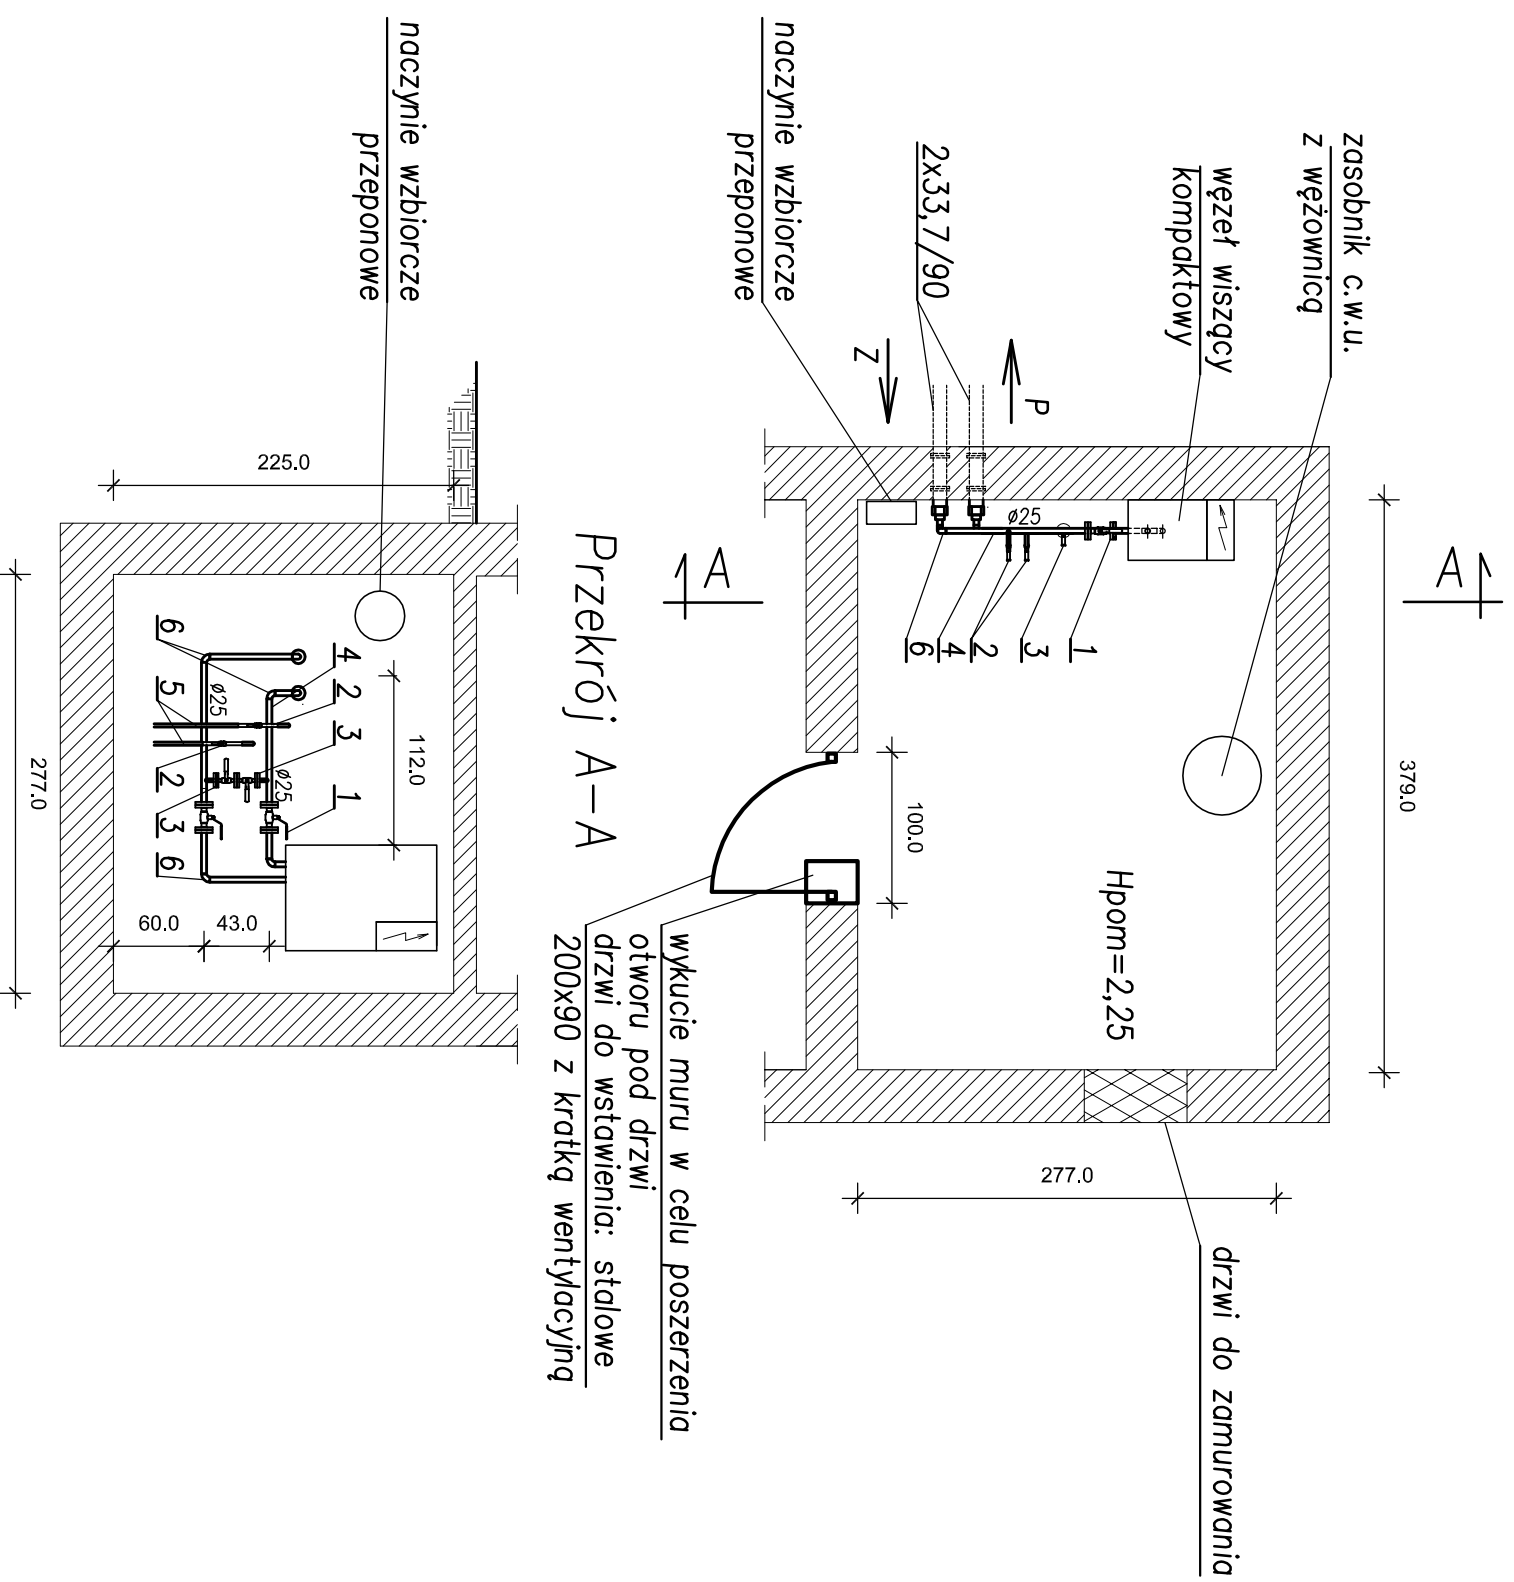 zasobnik c.w.u.
z wężownicą
węzeł wiszący
kompaktowy
2x33,7/90
naczynie wzbiorcze
przeponowe
P
Z
A
A
379.0
ø25
1
3
2
4
6
Hpom=2,25
100.0
277.0
drzwi do zamurowania
wykucie muru w celu poszerzenia
otworu pod drzwi
drzwi do wstawienia: stalowe
200x90 z kratką wentylacyjną
Przekrój A-A
naczynie wzbiorcze
przeponowe
225.0
4
2
3
1
112.0
ø25
ø25
6
5
2
3
6
60.0
43.0
277.0